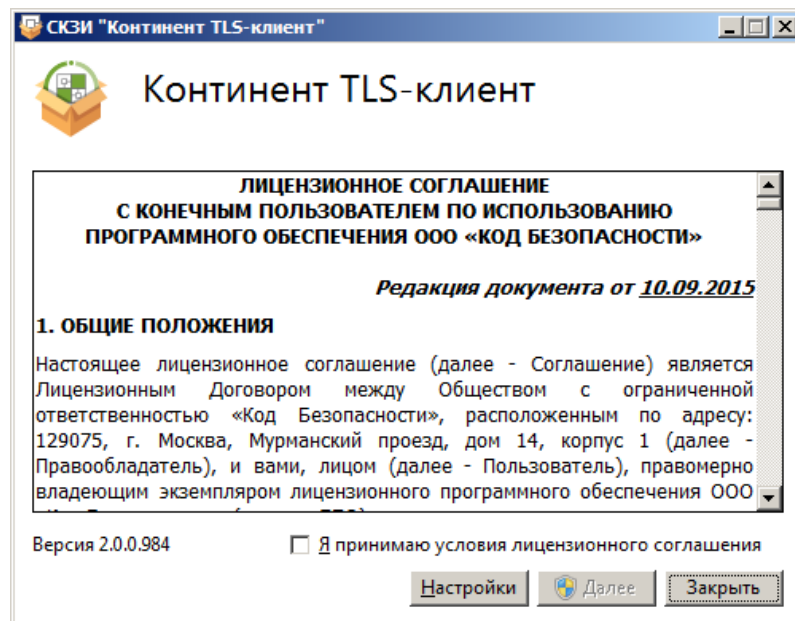 СКЗИ "Континент TLS-клиент"
Континент TLS-клиент
ЛИЦЕНЗИОННОЕ СОГЛАШЕНИЕ
С КОНЕЧНЫМ ПОЛЬЗОВАТЕЛЕМ ПО ИСПОЛЬЗОВАНИЮ
ПРОГРАММНОГО ОБЕСПЕЧЕНИЯ ООО «КОД БЕЗОПАСНОСТИ»
Редакция документа от 10.09.2015
1. ОБЩИЕ ПОЛОЖЕНИЯ
Настоящее лицензионное соглашение (далее - Соглашение) является
Лицензионным Договором между Обществом с ограниченной
ответственностью «Код Безопасности», расположенным по адресу:
129075, г. Москва, Мурманский проезд, дом 14, корпус 1 (далее -
Правообладатель), и вами, лицом (далее - Пользователь), правомерно
владеющим экземпляром лицензионного программного обеспечения ООО
Версия 2.0.0.984
Я принимаю условия лицензионного соглашения
Настройки
Далее
Закрыть